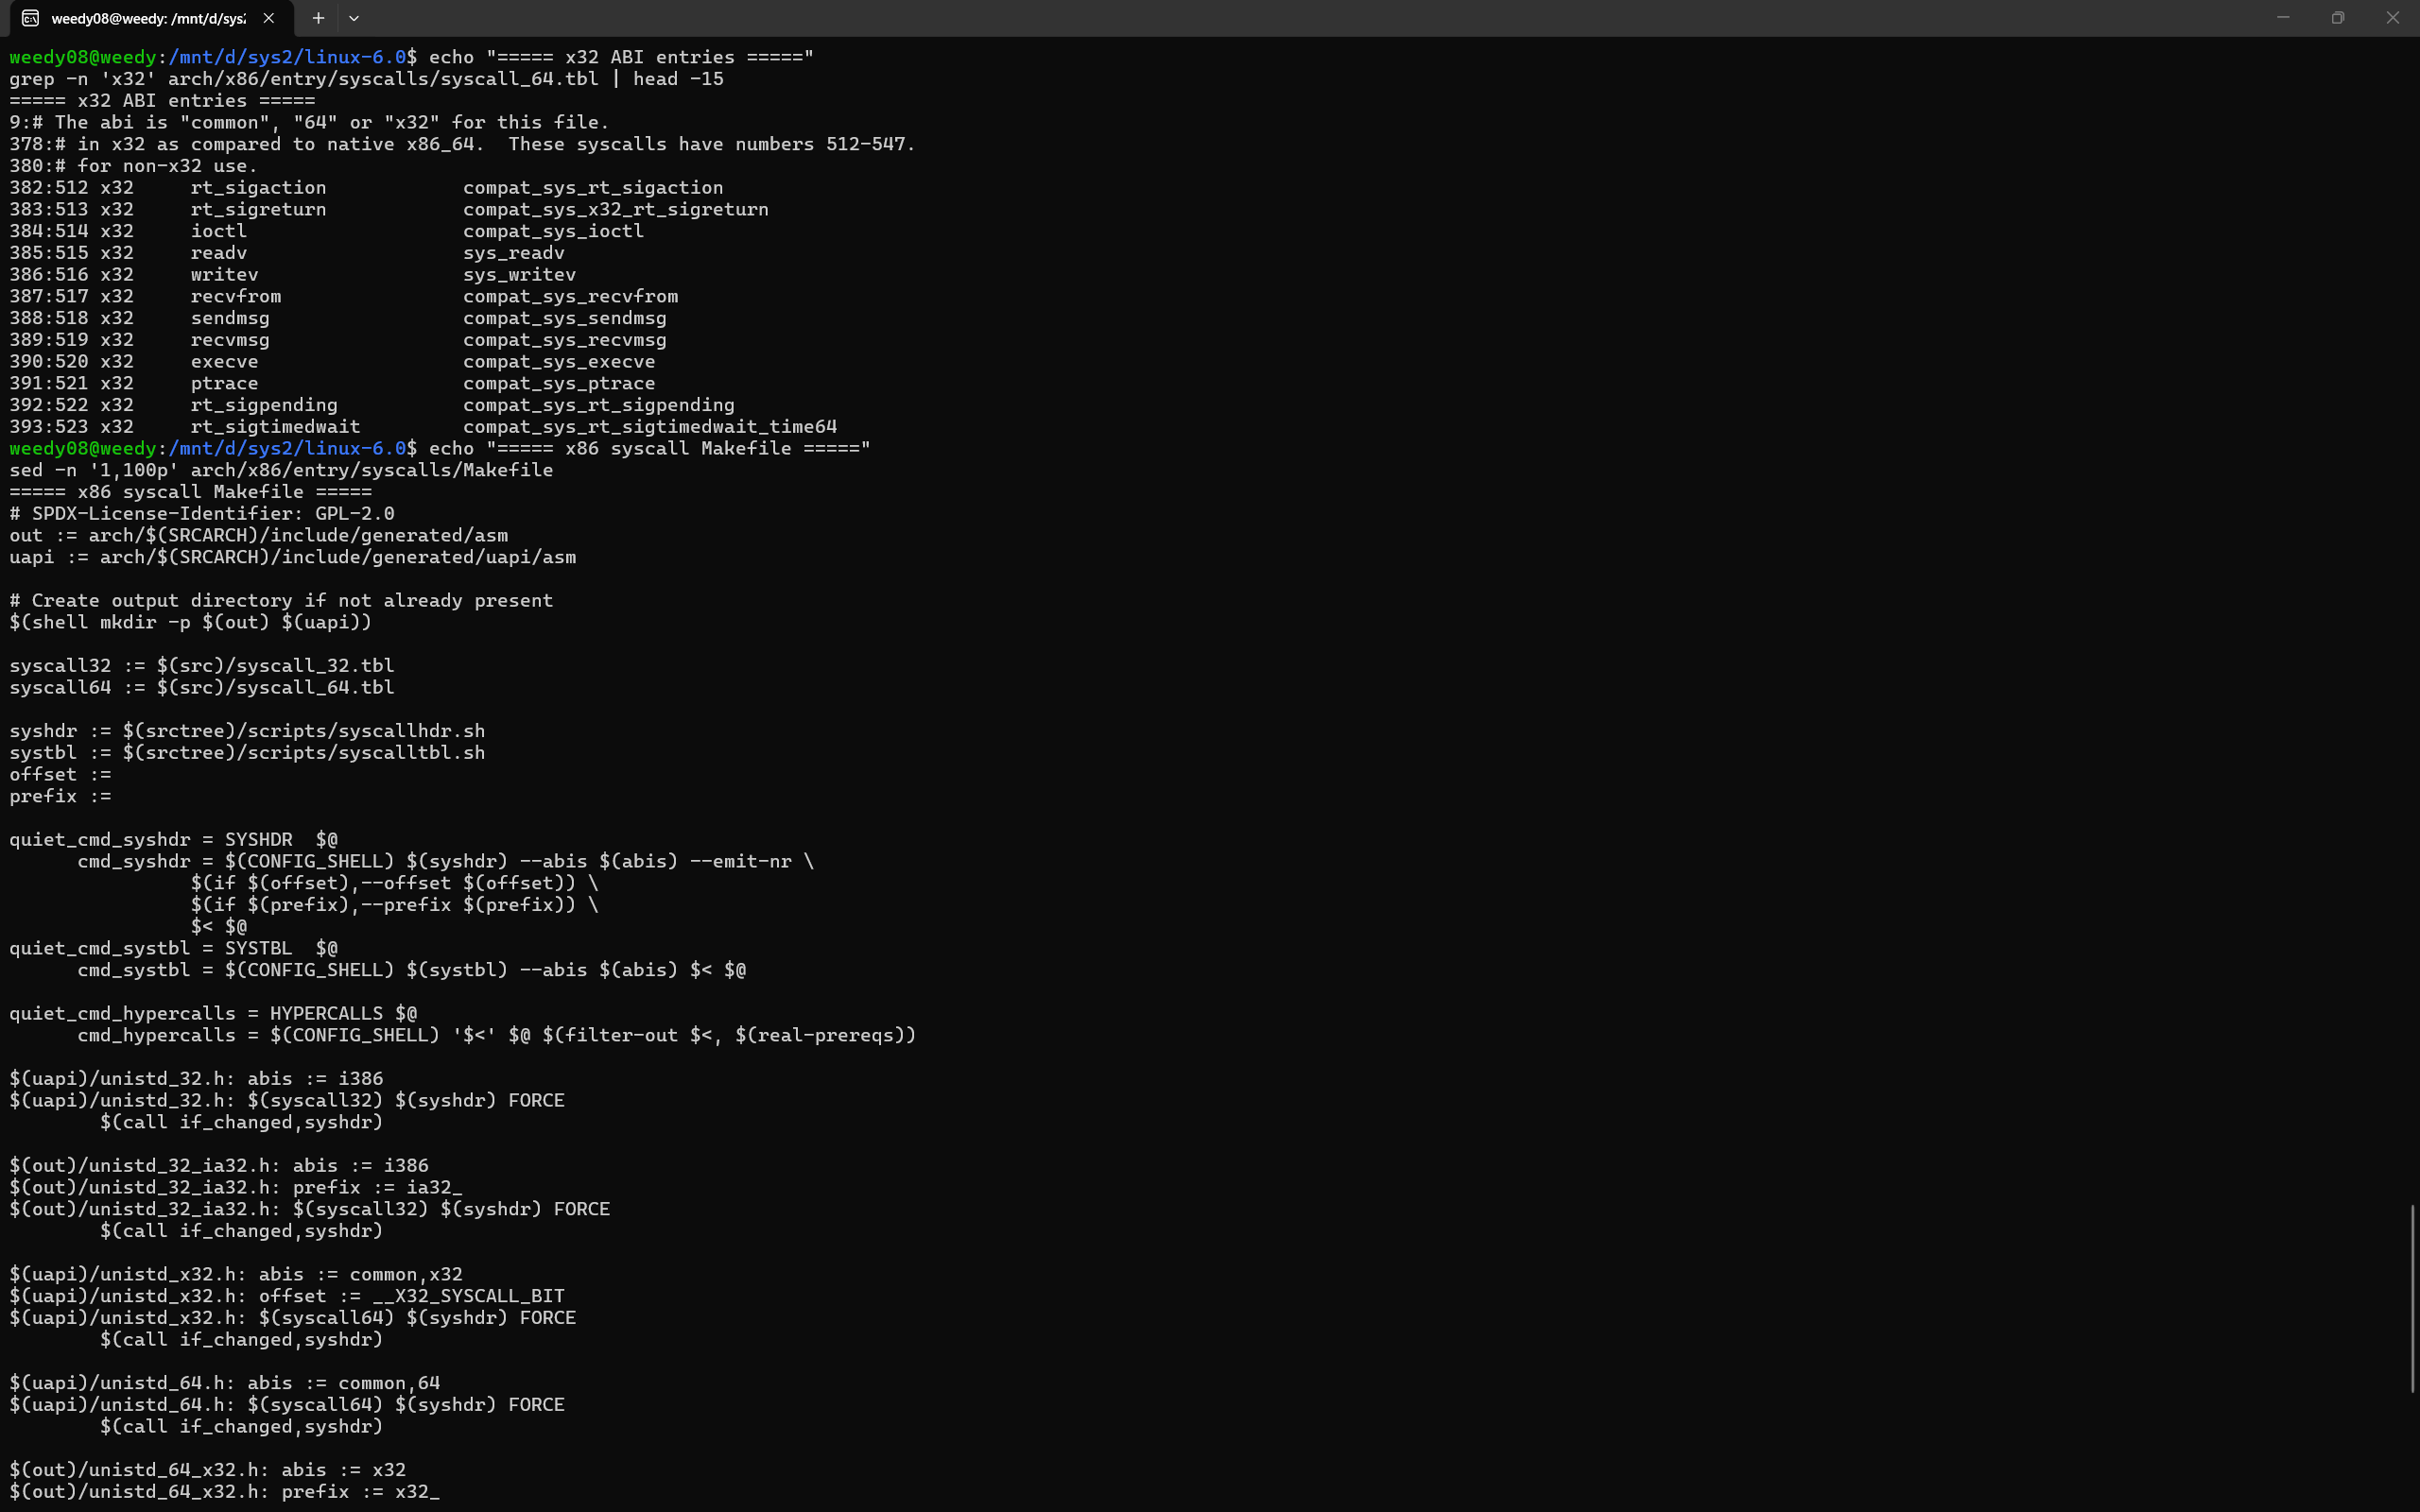 weedy08@weedy: /mnt/d/sys2
weedy08@weedy:/mnt/d/sys2/linux-6.0$ echo "===== x32 ABI entries ====="
grep -n 'x32' arch/x86/entry/syscalls/syscall_64.tbl | head -15
===== x32 ABI entries =====
9:# The abi is "common", "64" or "x32" for this file.
378:# in x32 as compared to native x86_64.  These syscalls have numbers 512-547.
380:# for non-x32 use.
382:512 x32     rt_sigaction            compat_sys_rt_sigaction
383:513 x32     rt_sigreturn            compat_sys_x32_rt_sigreturn
384:514 x32     ioctl                   compat_sys_ioctl
385:515 x32     readv                   sys_readv
386:516 x32     writev                  sys_writev
387:517 x32     recvfrom                compat_sys_recvfrom
388:518 x32     sendmsg                 compat_sys_sendmsg
389:519 x32     recvmsg                 compat_sys_recvmsg
390:520 x32     execve                  compat_sys_execve
391:521 x32     ptrace                  compat_sys_ptrace
392:522 x32     rt_sigpending           compat_sys_rt_sigpending
393:523 x32     rt_sigtimedwait         compat_sys_rt_sigtimedwait_time64
weedy08@weedy:/mnt/d/sys2/linux-6.0$ echo "===== x86 syscall Makefile ====="
sed -n '1,100p' arch/x86/entry/syscalls/Makefile
===== x86 syscall Makefile =====
# SPDX-License-Identifier: GPL-2.0
out := arch/$(SRCARCH)/include/generated/asm
uapi := arch/$(SRCARCH)/include/generated/uapi/asm

# Create output directory if not already present
$(shell mkdir -p $(out) $(uapi))

syscall32 := $(src)/syscall_32.tbl
syscall64 := $(src)/syscall_64.tbl

syshdr := $(srctree)/scripts/syscallhdr.sh
systbl := $(srctree)/scripts/syscalltbl.sh
offset :=
prefix :=

quiet_cmd_syshdr = SYSHDR  $@
      cmd_syshdr = $(CONFIG_SHELL) $(syshdr) --abis $(abis) --emit-nr \
                $(if $(offset),--offset $(offset)) \
                $(if $(prefix),--prefix $(prefix)) \
                $< $@
quiet_cmd_systbl = SYSTBL  $@
      cmd_systbl = $(CONFIG_SHELL) $(systbl) --abis $(abis) $< $@

quiet_cmd_hypercalls = HYPERCALLS $@
      cmd_hypercalls = $(CONFIG_SHELL) '$<' $@ $(filter-out $<, $(real-prereqs))

$(uapi)/unistd_32.h: abis := i386
$(uapi)/unistd_32.h: $(syscall32) $(syshdr) FORCE
        $(call if_changed,syshdr)

$(out)/unistd_32_ia32.h: abis := i386
$(out)/unistd_32_ia32.h: prefix := ia32_
$(out)/unistd_32_ia32.h: $(syscall32) $(syshdr) FORCE
        $(call if_changed,syshdr)

$(uapi)/unistd_x32.h: abis := common,x32
$(uapi)/unistd_x32.h: offset := __X32_SYSCALL_BIT
$(uapi)/unistd_x32.h: $(syscall64) $(syshdr) FORCE
        $(call if_changed,syshdr)

$(uapi)/unistd_64.h: abis := common,64
$(uapi)/unistd_64.h: $(syscall64) $(syshdr) FORCE
        $(call if_changed,syshdr)

$(out)/unistd_64_x32.h: abis := x32
$(out)/unistd_64_x32.h: prefix := x32_